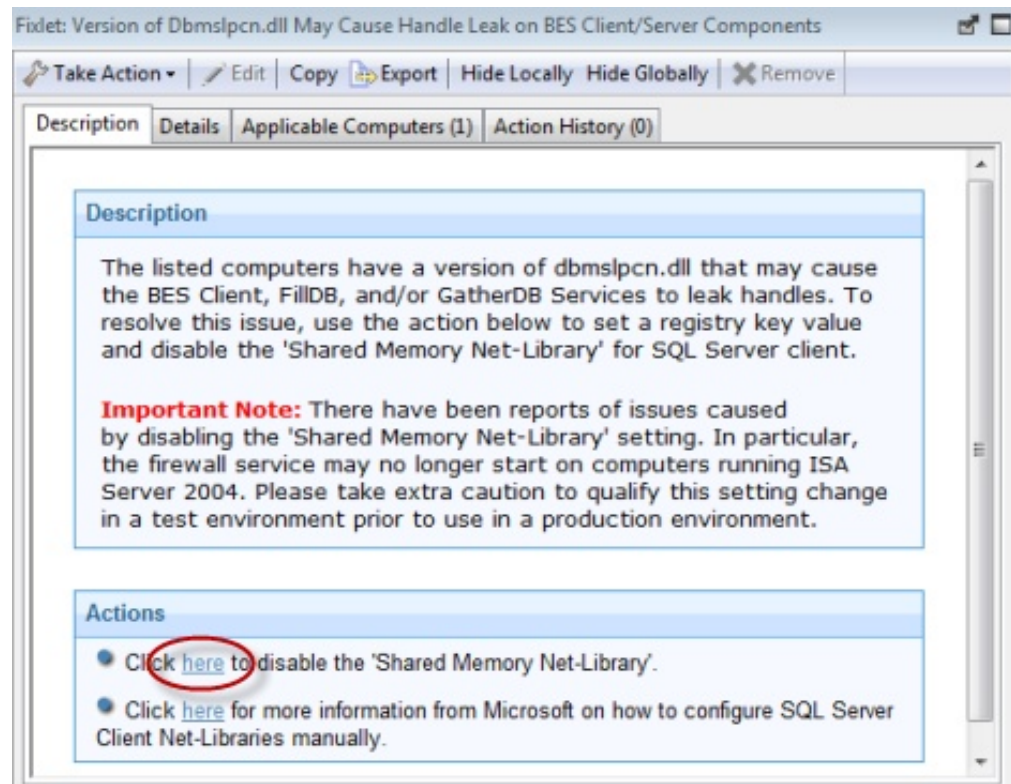 Fixlet: Version of Dbmslpcn.dll May Cause Handle Leak on BES Client/Server Components
Take Action Edit Copy Export Hide Locally Hide Globally Remove
Description Details Applicable Computers (1) Action History (0)
Description
The listed computers have a version of dbmslpcn.dll that may cause
the BES Client, FillDB, and/or GatherDB Services to leak handles. To
resolve this issue, use the action below to set a registry key value
and disable the 'Shared Memory Net-Library' for SQL Server client.
Important Note: There have been reports of issues caused
by disabling the 'Shared Memory Net-Library' setting. In particular,
the firewall service may no longer start on computers running ISA
Server 2004. Please take extra caution to qualify this setting change
in a test environment prior to use in a production environment.
Actions
Click here to disable the 'Shared Memory Net-Library'.
Click here for more information from Microsoft on how to configure SQL Server
Client Net-Libraries manually.